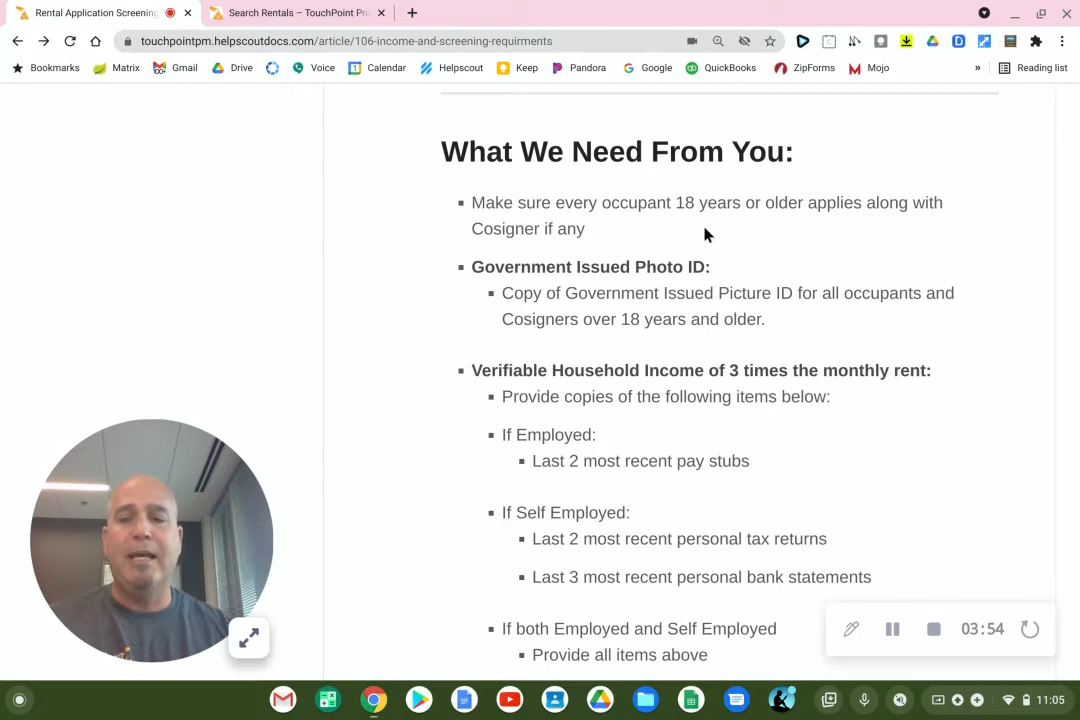 Rental Application Screening
Search Rentals – TouchPoint Pro
touchpointpm.helpscoutdocs.com/article/106-income-and-screening-requirments
Bookmarks Matrix Gmail Drive Voice Calendar Helpscout Keep Pandora Google QuickBooks ZipForms Mojo » Reading list
What We Need From You:
Make sure every occupant 18 years or older applies along with
Cosigner if any
Government Issued Photo ID:
Copy of Government Issued Picture ID for all occupants and
Cosigners over 18 years and older.
Verifiable Household Income of 3 times the monthly rent:
Provide copies of the following items below:
If Employed:
Last 2 most recent pay stubs
If Self Employed:
Last 2 most recent personal tax returns
Last 3 most recent personal bank statements
If both Employed and Self Employed
Provide all items above
03:54
11:05